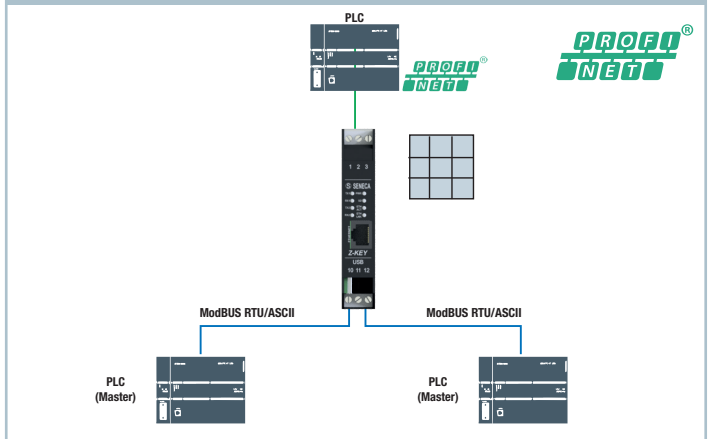 PLC
PROFI
NET
®
PROFI
NET
®
1 2 3
S SENECA
Z-KEY
USB
10 11 12
ModBUS RTU/ASCII
ModBUS RTU/ASCII
PLC
(Master)
PLC
(Master)